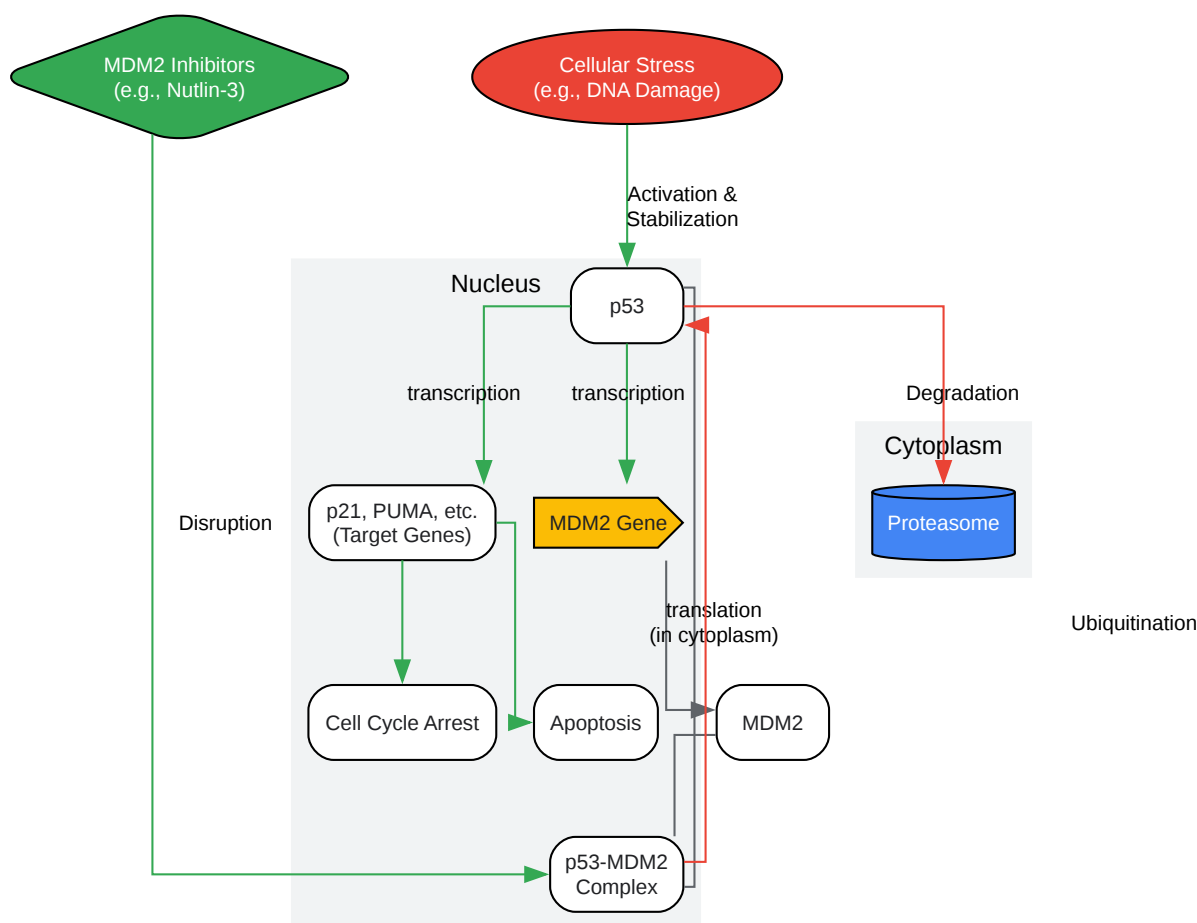 MDM2 Inhibitors
(e.g., Nutlin-3)
Cellular Stress
(e.g., DNA Damage)
Activation &
Stabilization
Nucleus
p53
transcription
transcription
Degradation
Cytoplasm
p21, PUMA, etc.
(Target Genes)
MDM2 Gene
Proteasome
Disruption
translation
(in cytoplasm)
Ubiquitination
Cell Cycle Arrest
Apoptosis
MDM2
p53-MDM2
Complex